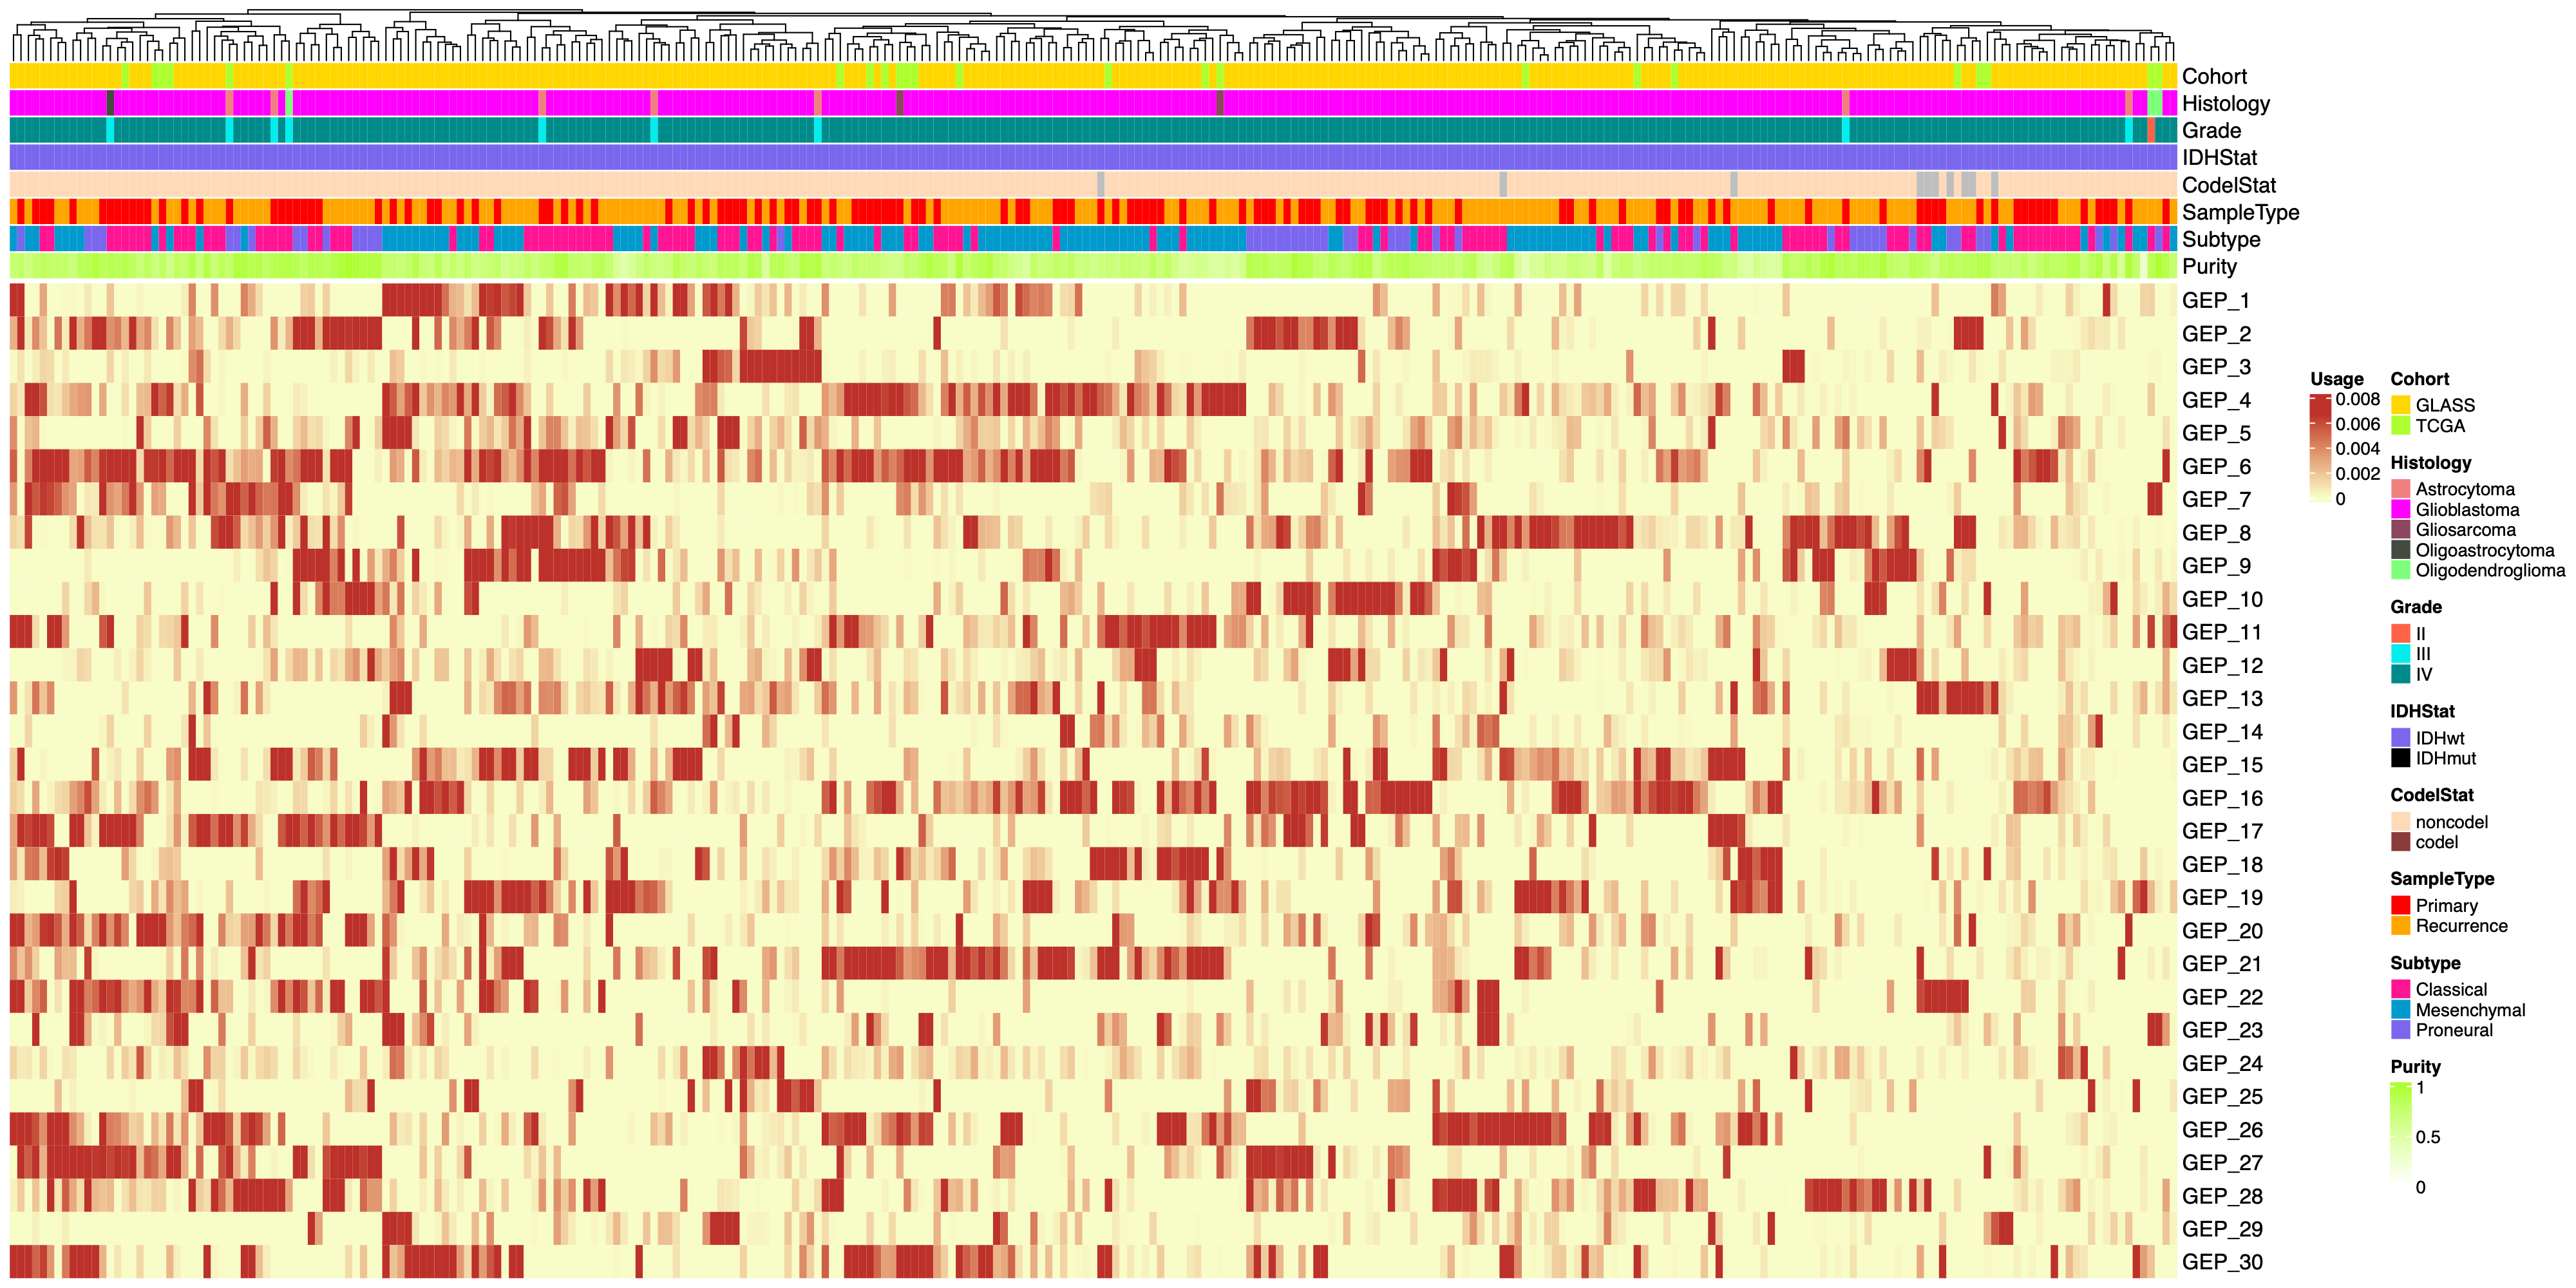 Cohort
Histology
Grade
IDHStat
CodelStat
SampleType
Subtype
Purity
GEP_1
GEP_2
GEP_3
GEP_4
GEP_5
GEP_6
GEP_7
GEP_8
GEP_9
GEP_10
GEP_11
GEP_12
GEP_13
GEP_14
GEP_15
GEP_16
GEP_17
GEP_18
GEP_19
GEP_20
GEP_21
GEP_22
GEP_23
GEP_24
GEP_25
GEP_26
GEP_27
GEP_28
GEP_29
GEP_30
Usage
0.008
0.006
0.004
0.002
0
Cohort
GLASS
TCGA
Histology
Astrocytoma
Glioblastoma
Gliosarcoma
Oligoastrocytoma
Oligodendroglioma
Grade
II
III
IV
IDHStat
IDHwt
IDHmut
CodelStat
noncodel
codel
SampleType
Primary
Recurrence
Subtype
Classical
Mesenchymal
Proneural
Purity
1
0.5
0